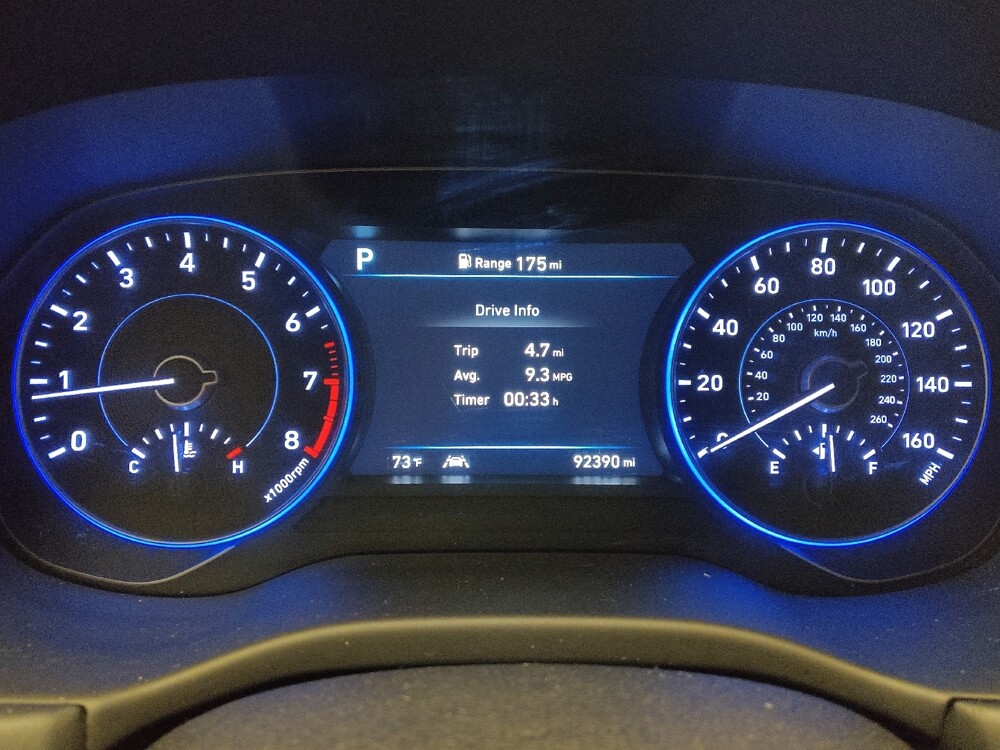 P
Range 175 mi
Drive Info
Trip 4.7 mi
Avg. 9.3 MPG
Timer 00:33 h
73°F
92390 mi
0 1 2 3 4 5 6 7 8
x1000rpm
C H
0 20 40 60 80 100 120 140 160
MPH
20 40 60 80 100 120 140 160 180 200 220 240 260
km/h
E F